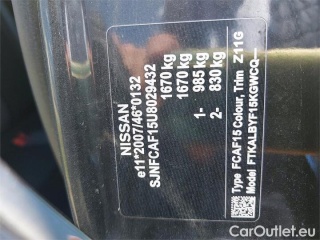 NISSAN
e11*2007/46*0132
SJNFCAF15U8029432
1670 kg
1670 kg
1- 985 kg
2- 830 kg
Type FCAF15 Colour, Trim Z11G
Model FTKALBYF15KGWCQ----
CarOutlet.eu